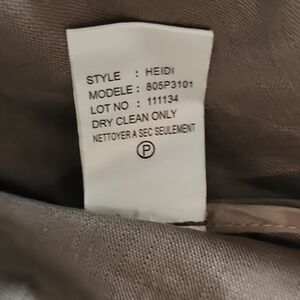 STYLE : HEIDI
MODELE : 805P3101
LOT NO : 111134
DRY CLEAN ONLY
NETTOYER A SEC SEULEMENT
P